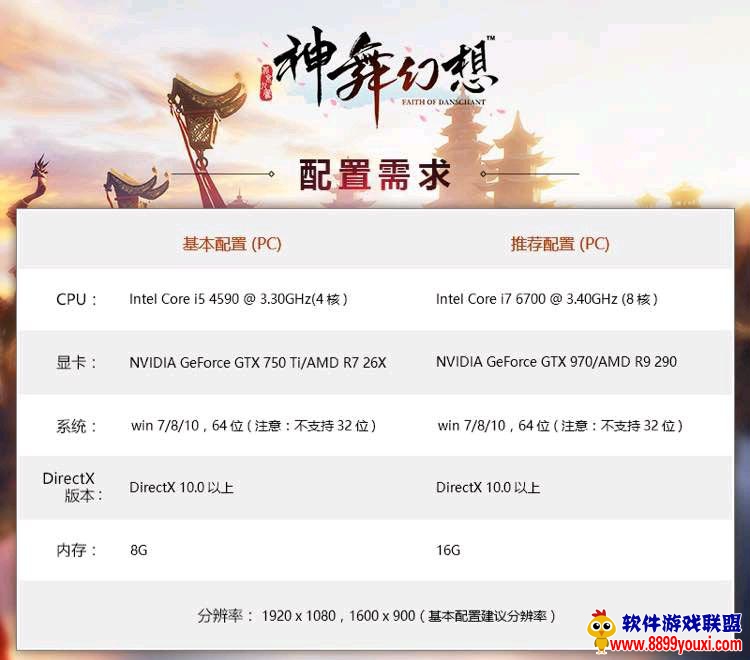 神舞幻想™
FAITH OF DANSCHANT
配置需求
基本配置 (PC)
推荐配置 (PC)
CPU：
Intel Core i5 4590 @ 3.30GHz(4 核）
Intel Core i7 6700 @ 3.40GHz (8 核）
显卡：
NVIDIA GeForce GTX 750 Ti/AMD R7 26X
NVIDIA GeForce GTX 970/AMD R9 290
系统：
win 7/8/10，64 位（注意：不支持 32 位）
win 7/8/10，64 位（注意：不支持 32 位）
DirectX
版本：
DirectX 10.0 以上
DirectX 10.0 以上
内存：
8G
16G
分辨率： 1920 x 1080，1600 x 900（基本配置建议分辨率）
软件游戏联盟
www.8899youxi.com